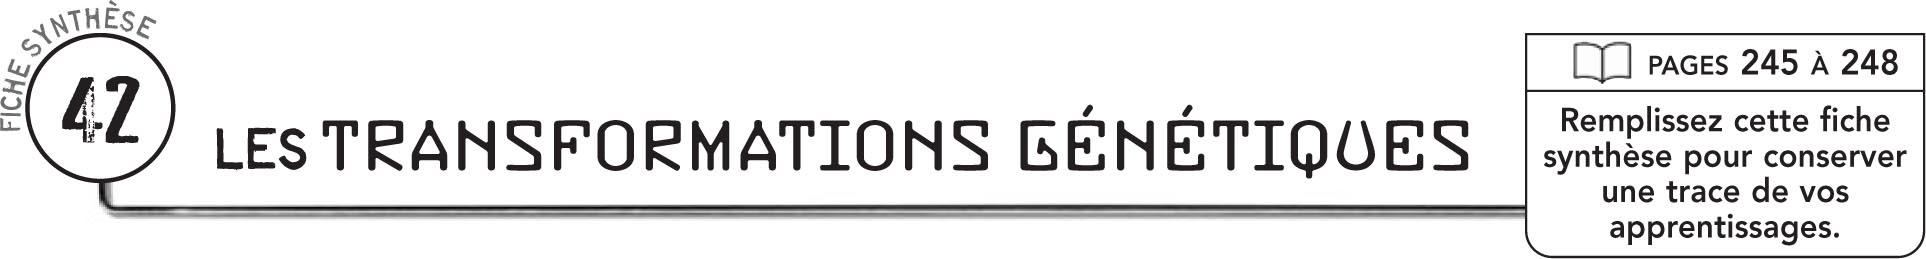 FICHE SYNTHÈSE
42
LES TRANSFORMATIONS GÉNÉTIQUES
PAGES 245 À 248
Remplissez cette fiche
synthèse pour conserver
une trace de vos
apprentissages.